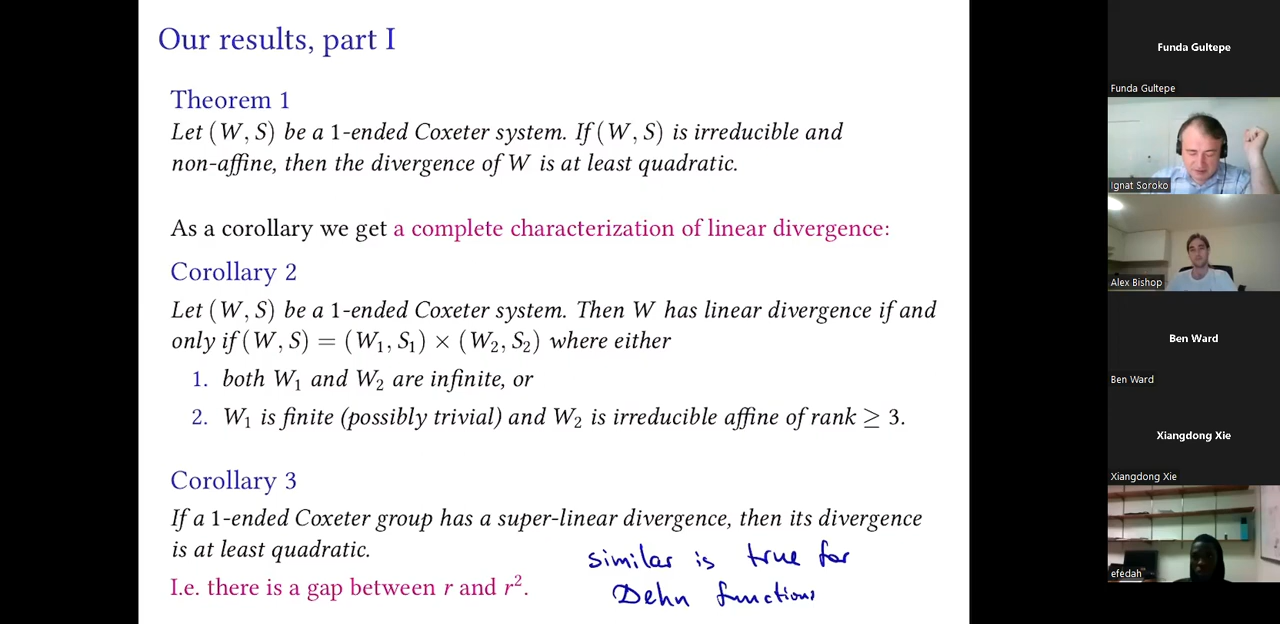 Our results, part I
Theorem 1
Let (W, S) be a 1-ended Coxeter system. If (W, S) is irreducible and
non-affine, then the divergence of W is at least quadratic.
As a corollary we get a complete characterization of linear divergence:
Corollary 2
Let (W, S) be a 1-ended Coxeter system. Then W has linear divergence if and
only if (W, S) = (W₁, S₁) × (W₂, S₂) where either
1. both W₁ and W₂ are infinite, or
2. W₁ is finite (possibly trivial) and W₂ is irreducible affine of rank ≥ 3.
Corollary 3
If a 1-ended Coxeter group has a super-linear divergence, then its divergence
is at least quadratic.
I.e. there is a gap between r and r².
similar is true for
Dehn functions
Funda Gultepe
Funda Gultepe
Ignat Soroko
Alex Bishop
Ben Ward
Ben Ward
Xiangdong Xie
Xiangdong Xie
efedah